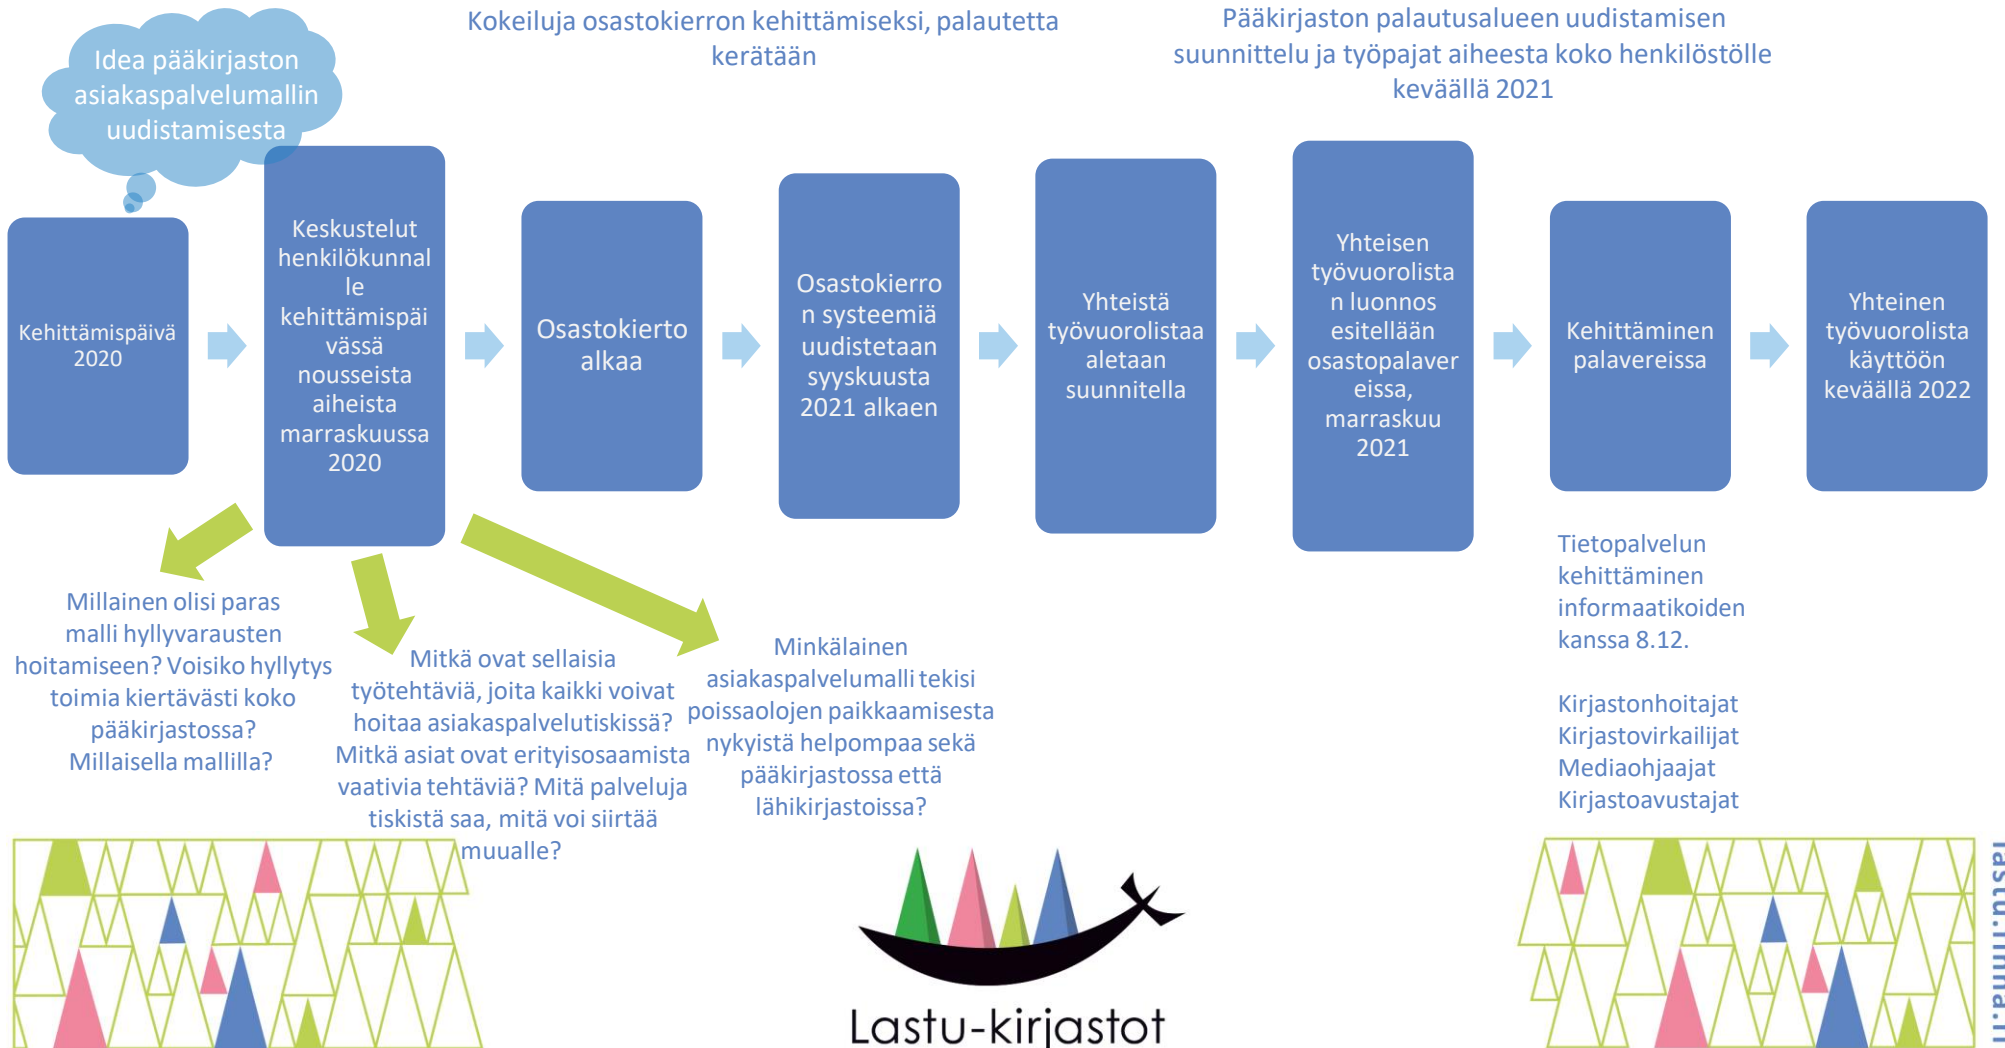 Kokeiluja osastokierron kehittämiseksi, palautetta
kerätään
Pääkirjaston palautusalueen uudistamisen
suunnittelu ja työpajat aiheesta koko henkilöstölle
keväällä 2021
Idea pääkirjaston
asiakaspalvelumallin
uudistamisesta
Kehittämispäivä
2020
Keskustelut
henkilökunnal
le
kehittämispäi
vässä
nousseista
aiheista
marraskuussa
2020
Osastokierto
alkaa
Osastokierro
n systeemiä
uudistetaan
syyskuusta
2021 alkaen
Yhteistä
työvuorolistaa
aletaan
suunnitella
Yhteisen
työvuorolista
n luonnos
esitellään
osastopalaver
eissa,
marraskuu
2021
Kehittäminen
palavereissa
Yhteinen
työvuorolista
käyttöön
keväällä 2022
Millainen olisi paras
malli hyllyvarausten
hoitamiseen? Voisiko hyllytys
toimia kiertävästi koko
pääkirjastossa?
Millaisella mallilla?
Mitkä ovat sellaisia
työtehtäviä, joita kaikki voivat
hoitaa asiakaspalvelutiskissä?
Mitkä asiat ovat erityisosaamista
vaativia tehtäviä? Mitä palveluja
tiskistä saa, mitä voi siirtää
muualle?
Minkälainen
asiakaspalvelumalli tekisi
poissaolojen paikkaamisesta
nykyistä helpompaa sekä
pääkirjastossa että
lähikirjastoissa?
Tietopalvelun
kehittäminen
informaatikoiden
kanssa 8.12.
Kirjastonhoitajat
Kirjastovirkailijat
Mediaohjaajat
Kirjastoavustajat
Lastu-kirjastot
lastu.finna.fi